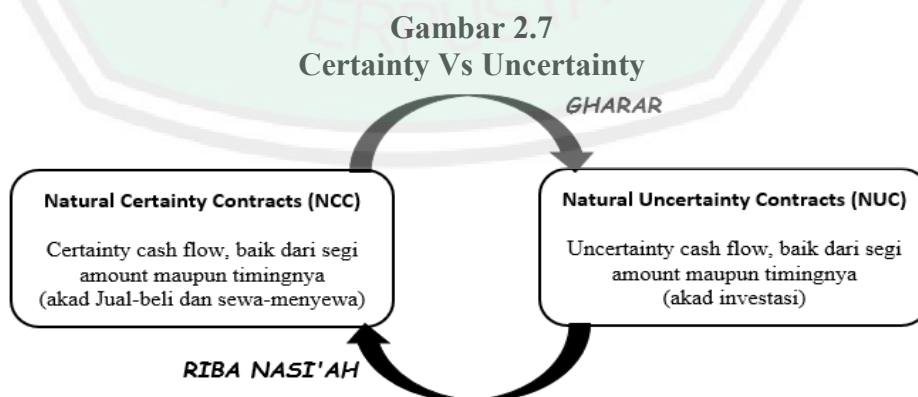 Gambar 2.7
Certainty Vs Uncertainty
GHARAR
Natural Certainty Contracts (NCC)
Certainty cash flow, baik dari segi
amount maupun timingnya
(akad Jual-beli dan sewa-menyewa)
Natural Uncertainty Contracts (NUC)
Uncertainty cash flow, baik dari segi
amount maupun timingnya
(akad investasi)
RIBA NASI'AH